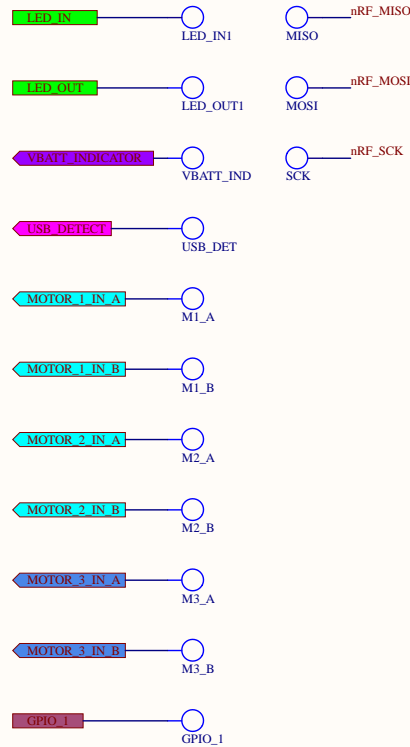 LED_IN
LED_IN1
MISO
nRF_MISO
LED_OUT
LED_OUT1
MOSI
nRF_MOSI
VBATT_INDICATOR
VBATT_IND
SCK
nRF_SCK
USB_DETECT
USB_DET
MOTOR_1_IN_A
M1_A
MOTOR_1_IN_B
M1_B
MOTOR_2_IN_A
M2_A
MOTOR_2_IN_B
M2_B
MOTOR_3_IN_A
M3_A
MOTOR_3_IN_B
M3_B
GPIO_1
GPIO_1